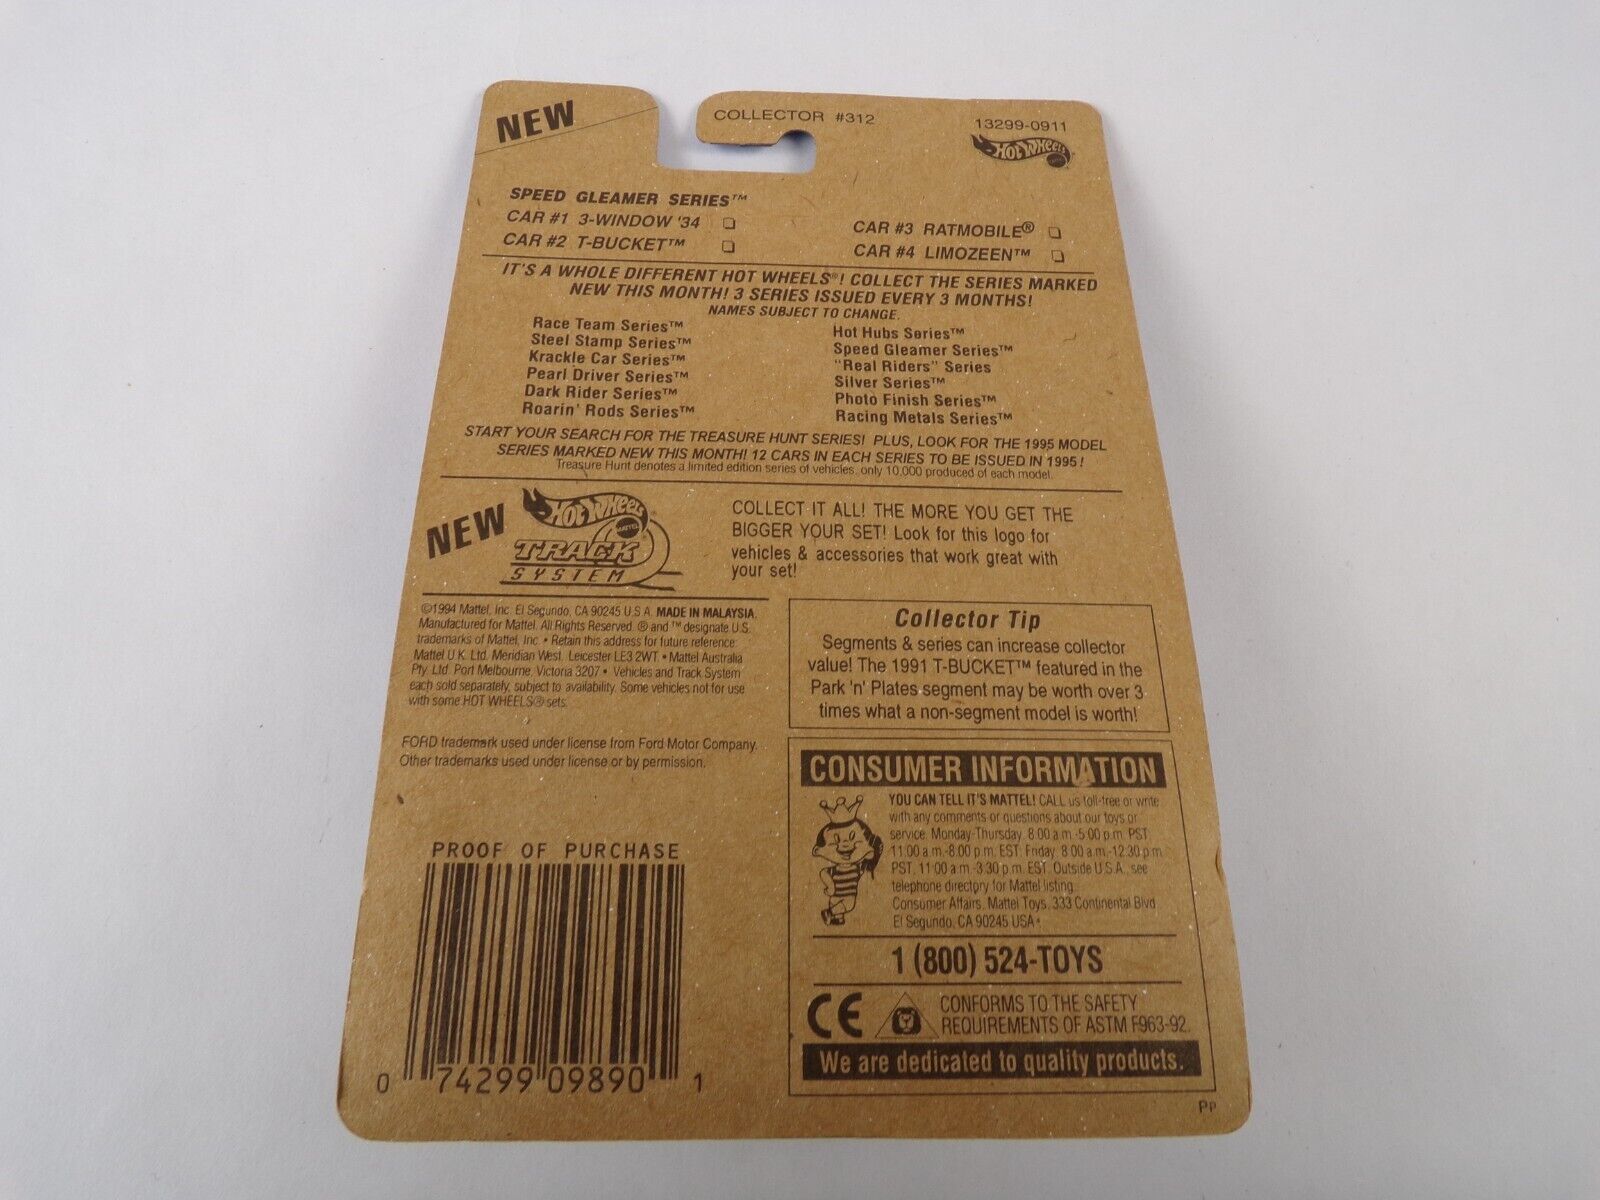 NEW
COLLECTOR #312
13299-0911
Hot Wheels
SPEED GLEAMER SERIES™
CAR #1 3-WINDOW '34
CAR #2 T-BUCKET™
CAR #3 RATMOBILE®
CAR #4 LIMOZEEN™
IT'S A WHOLE DIFFERENT HOT WHEELS®! COLLECT THE SERIES MARKED
NEW THIS MONTH! 3 SERIES ISSUED EVERY 3 MONTHS!
NAMES SUBJECT TO CHANGE.
Race Team Series™
Steel Stamp Series™
Krackle Car Series™
Pearl Driver Series™
Dark Rider Series™
Roarin' Rods Series™
Hot Hubs Series™
Speed Gleamer Series™
"Real Riders" Series
Silver Series™
Photo Finish Series™
Racing Metals Series™
START YOUR SEARCH FOR THE TREASURE HUNT SERIES! PLUS, LOOK FOR THE 1995 MODEL
SERIES MARKED NEW THIS MONTH! 12 CARS IN EACH SERIES TO BE ISSUED IN 1995!
Treasure Hunt denotes a limited edition series of vehicles, only 10,000 produced of each model.
NEW
Hot Wheels®
MATTEL
TRACK
SYSTEM
COLLECT IT ALL! THE MORE YOU GET THE
BIGGER YOUR SET! Look for this logo for
vehicles & accessories that work great with
your set!
©1994 Mattel, Inc. El Segundo, CA 90245 U.S.A. MADE IN MALAYSIA.
Manufactured for Mattel. All Rights Reserved. ® and ™ designate U.S.
trademarks of Mattel, Inc. • Retain this address for future reference:
Mattel U.K. Ltd. Meridian West, Leicester LE3 2WT. • Mattel Australia
Pty. Ltd. Port Melbourne, Victoria 3207 • Vehicles and Track System
each sold separately, subject to availability. Some vehicles not for use
with some HOT WHEELS® sets.
FORD trademark used under license from Ford Motor Company.
Other trademarks used under license or by permission.
Collector Tip
Segments & series can increase collector
value! The 1991 T-BUCKET™ featured in the
Park 'n' Plates segment may be worth over 3
times what a non-segment model is worth!
CONSUMER INFORMATION
YOU CAN TELL IT'S MATTEL! CALL us toll-free or write
with any comments or questions about our toys or
service. Monday-Thursday, 8:00 a.m.-5:00 p.m. PST,
11:00 a.m.-8:00 p.m. EST. Friday, 8:00 a.m.-12:30 p.m.
PST, 11:00 a.m.-3:30 p.m. EST. Outside U.S.A., see
telephone directory for Mattel listing.
Consumer Affairs, Mattel Toys, 333 Continental Blvd.
El Segundo, CA 90245 USA •
1 (800) 524-TOYS
CE
CONFORMS TO THE SAFETY
REQUIREMENTS OF ASTM F963-92.
We are dedicated to quality products.
PROOF OF PURCHASE
0 74299 09890 1
PP